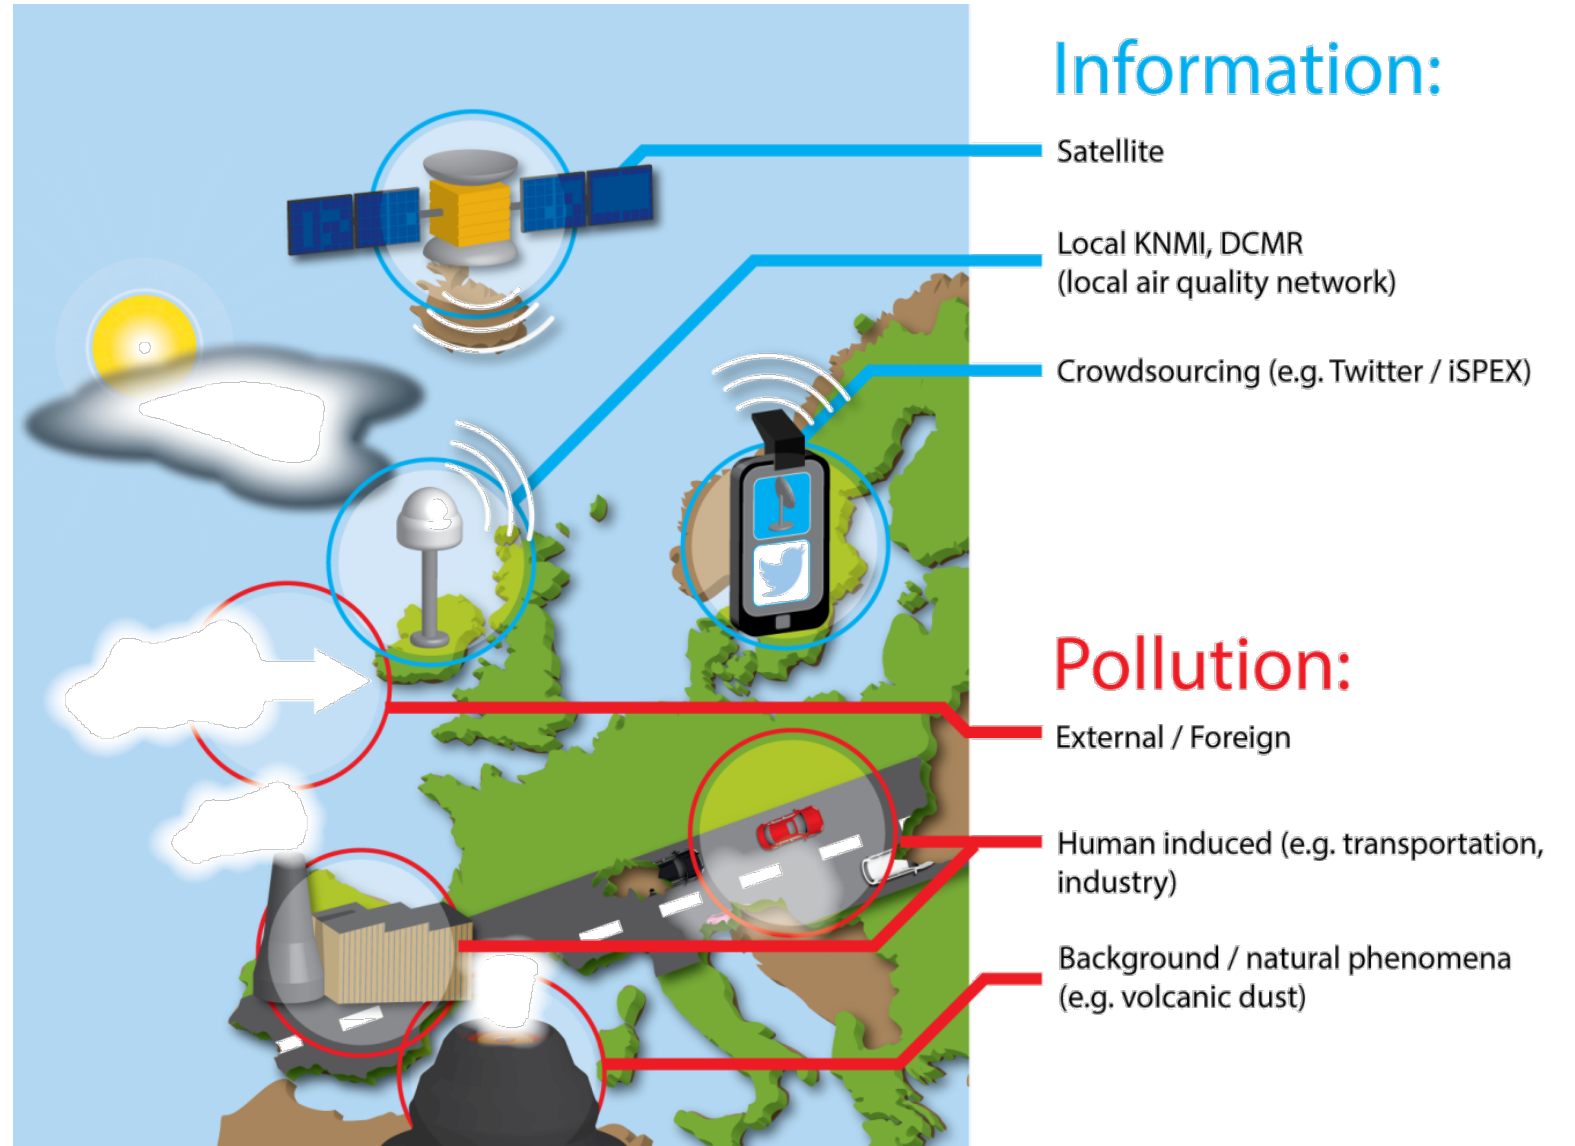 Information:
Satellite
Local KNMI, DCMR
(local air quality network)
Crowdsourcing (e.g. Twitter / iSPEX)
Pollution:
External / Foreign
Human induced (e.g. transportation,
industry)
Background / natural phenomena
(e.g. volcanic dust)